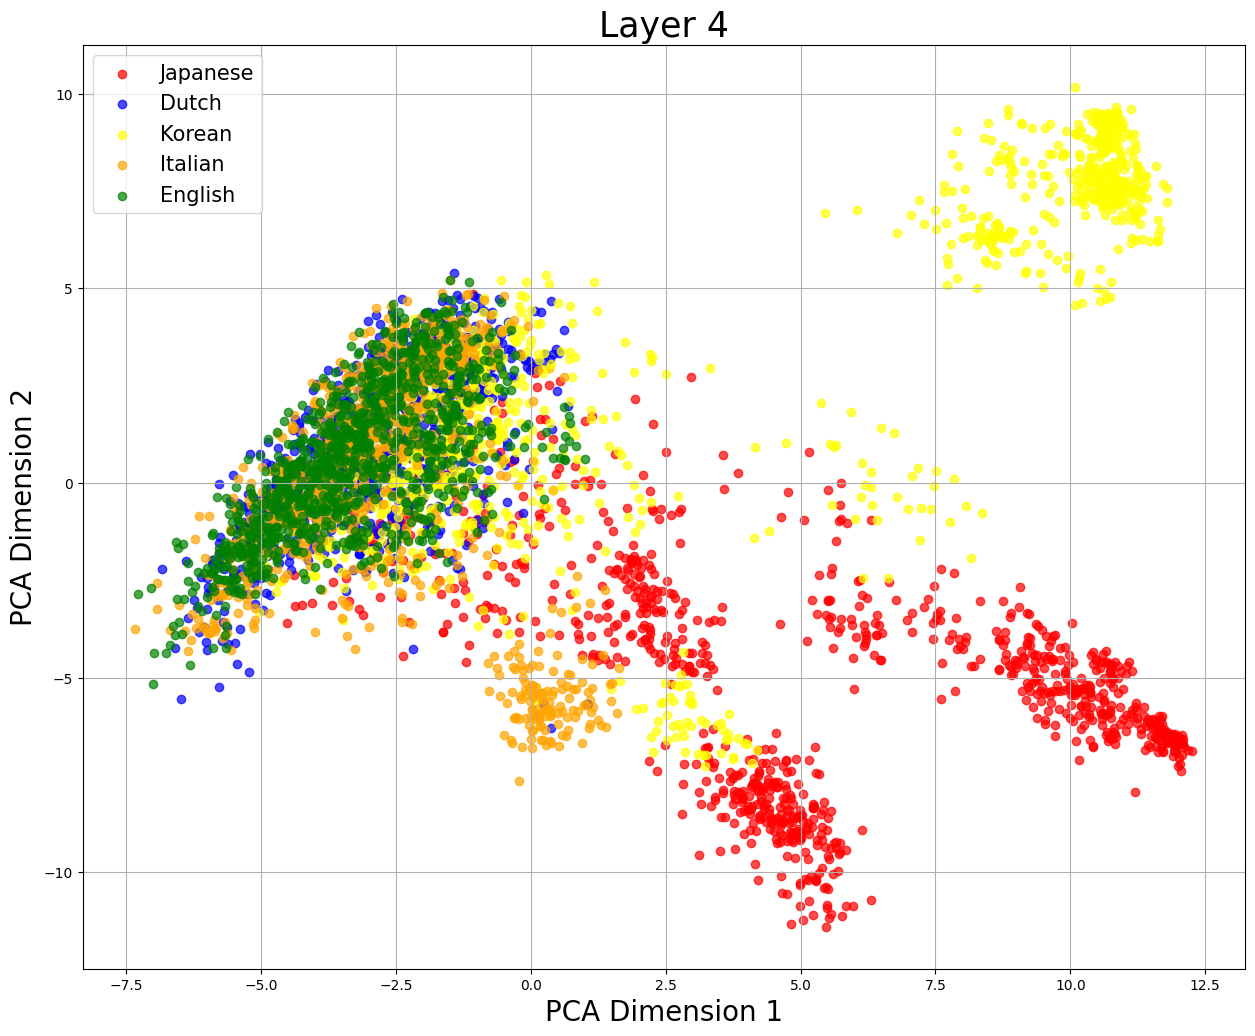 Layer 4
Japanese
Dutch
Korean
Italian
English
10
5
0
−5
−10
PCA Dimension 2
−7.5 −5.0 −2.5 0.0 2.5 5.0 7.5 10.0 12.5
PCA Dimension 1